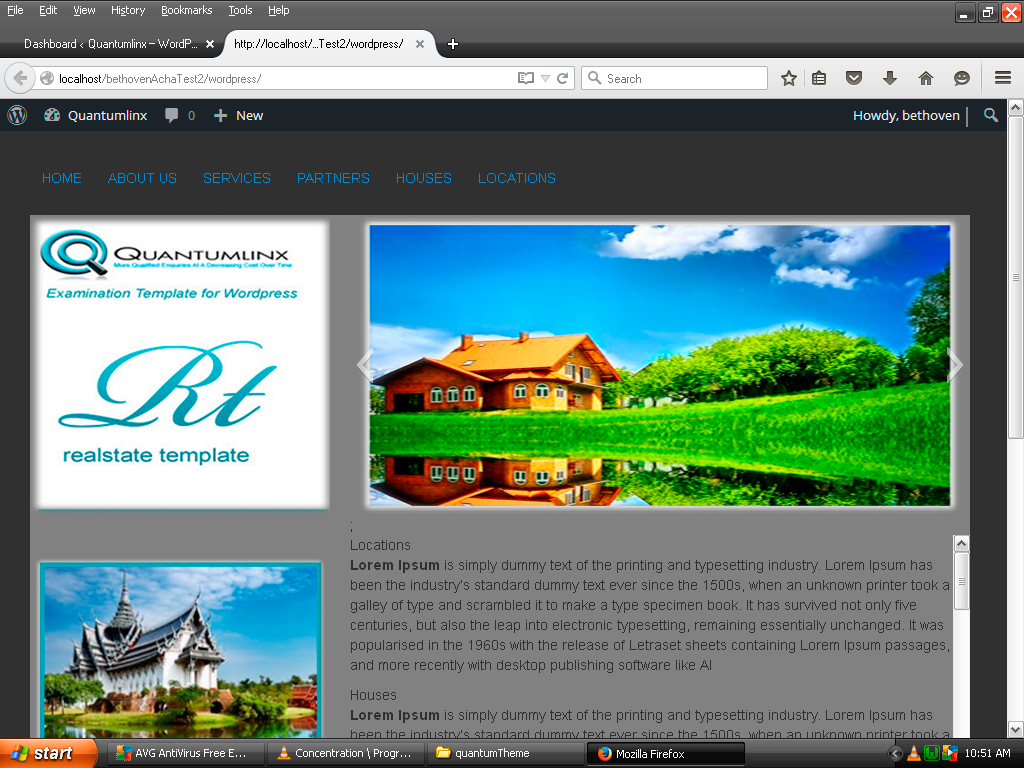 File Edit View History Bookmarks Tools Help
Dashboard ‹ Quantumlinx – WordP...
http://localhost/...Test2/wordpress/
localhost/bethovenAchaTest2/wordpress/
Search
Quantumlinx 0 New
Howdy, bethoven
HOME ABOUT US SERVICES PARTNERS HOUSES LOCATIONS
QUANTUMLINX
More Qualified Enquiries At A Decreasing Cost Over Time
Examination Template for Wordpress
Rt
realstate template
;
Locations
Lorem Ipsum is simply dummy text of the printing and typesetting industry. Lorem Ipsum has
been the industry's standard dummy text ever since the 1500s, when an unknown printer took a
galley of type and scrambled it to make a type specimen book. It has survived not only five
centuries, but also the leap into electronic typesetting, remaining essentially unchanged. It was
popularised in the 1960s with the release of Letraset sheets containing Lorem Ipsum passages,
and more recently with desktop publishing software like Al
Houses
Lorem Ipsum is simply dummy text of the printing and typesetting industry. Lorem Ipsum has
been the industry's standard dummy text ever since the 1500s, when an unknown printer took a
start
AVG AntiVirus Free E...
Concentration \ Progr...
quantumTheme
Mozilla Firefox
10:51 AM